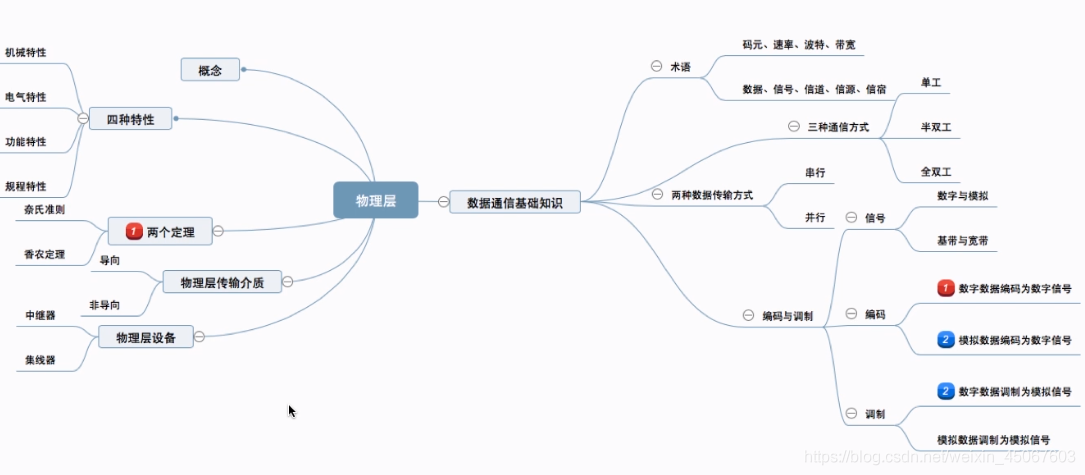 物理层
概念
四种特性
机械特性
电气特性
功能特性
规程特性
1 两个定理
奈氏准则
香农定理
物理层传输介质
导向
非导向
物理层设备
中继器
集线器
数据通信基础知识
术语
码元、速率、波特、带宽
数据、信号、信道、信源、信宿
三种通信方式
单工
半双工
全双工
两种数据传输方式
串行
并行
编码与调制
信号
数字与模拟
基带与宽带
编码
1 数字数据编码为数字信号
2 模拟数据编码为数字信号
调制
2 数字数据调制为模拟信号
模拟数据调制为模拟信号
https://blog.csdn.net/weixin_45067603